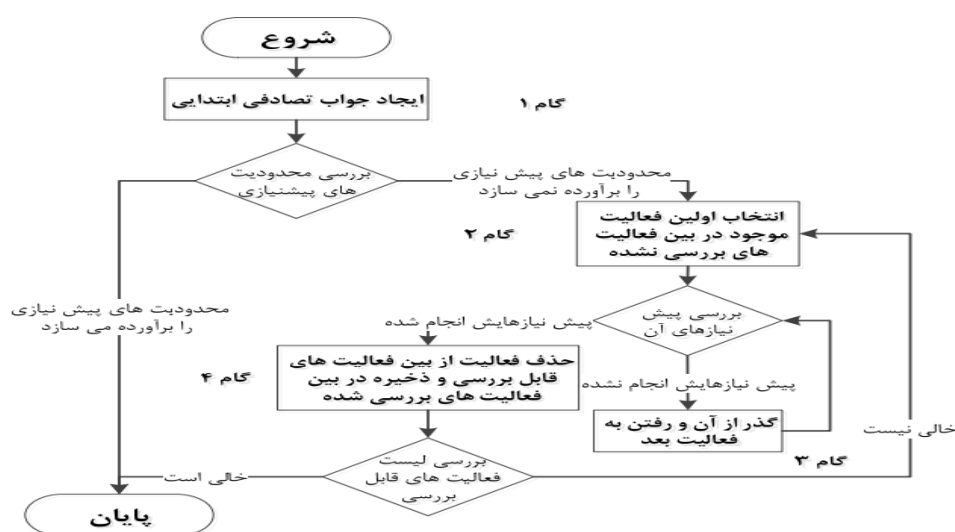 شروع
ایجاد جواب تصادفی ابتدایی
گام ۱
بررسی محدودیت
های پیشنیازی
محدودیت های پیش نیازی
را برآورده نمی سازد
انتخاب اولین فعالیت
موجود در بین فعالیت
های بررسی نشده
گام ۲
محدودیت های پیش نیازی
را برآورده می سازد
بررسی پیش
نیازهای آن
پیش نیازهایش انجام شده
حذف فعالیت از بین فعالیت های
قابل بررسی و ذخیره در بین
فعالیت های بررسی شده
گام ۴
پیش نیازهایش انجام نشده
گذر از آن و رفتن به
فعالیت بعد
گام ۳
خالی نیست
بررسی لیست
فعالیت های قابل
بررسی
خالی است
پایان